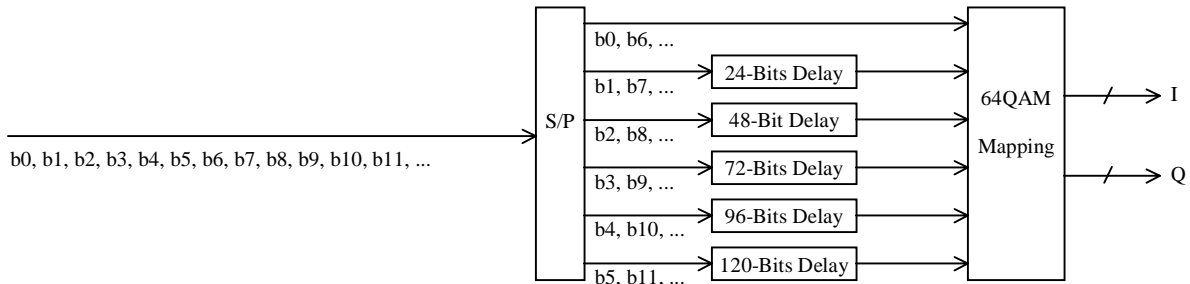 b0, b1, b2, b3, b4, b5, b6, b7, b8, b9, b10, b11, ...
S/P
b0, b6, ...
b1, b7, ...
24-Bits Delay
b2, b8, ...
48-Bit Delay
b3, b9, ...
72-Bits Delay
b4, b10, ...
96-Bits Delay
b5, b11, ...
120-Bits Delay
64QAM
Mapping
I
Q